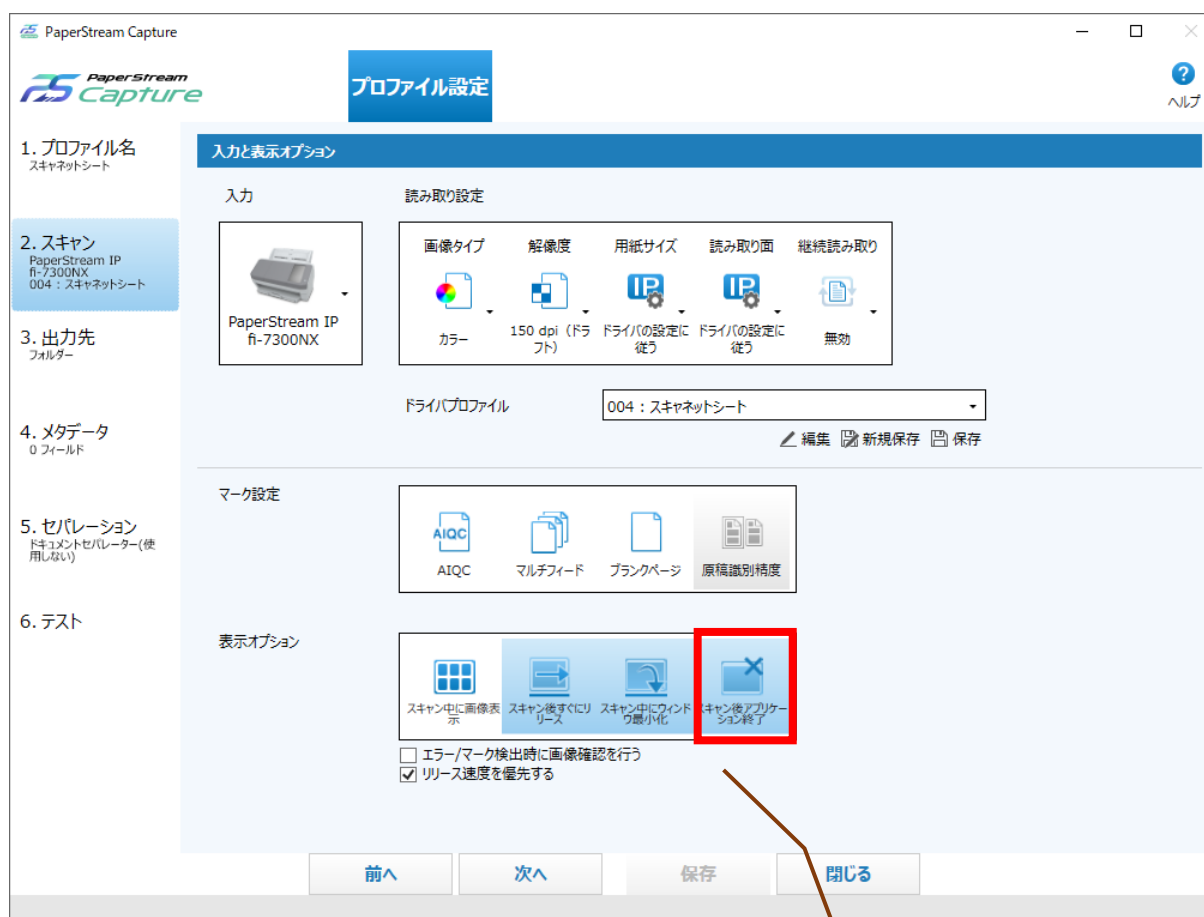 PaperStream Capture
PaperStream
Capture
プロファイル設定
ヘルプ
1. プロファイル名
スキャネットシート
2. スキャン
PaperStream IP
fi-7300NX
004 : スキャネットシート
3. 出力先
フォルダー
4. メタデータ
0 フィールド
5. セパレーション
ドキュメントセパレーター(使
用しない)
6. テスト
入力と表示オプション
入力
読み取り設定
PaperStream IP
fi-7300NX
画像タイプ 解像度 用紙サイズ 読み取り面 継続読み取り
カラー
150 dpi（ドラ
フト）
ドライバの設定に
従う
ドライバの設定に
従う
無効
ドライバプロファイル
004 : スキャネットシート
編集 新規保存 保存
マーク設定
AIQC
AIQC マルチフィード ブランクページ 原稿識別精度
表示オプション
スキャン中に画像表
示
スキャン後すぐにリ
リース
スキャン中にウィンド
ウ最小化
スキャン後アプリケー
ション終了
エラー/マーク検出時に画像確認を行う
リリース速度を優先する
前へ 次へ 保存 閉じる